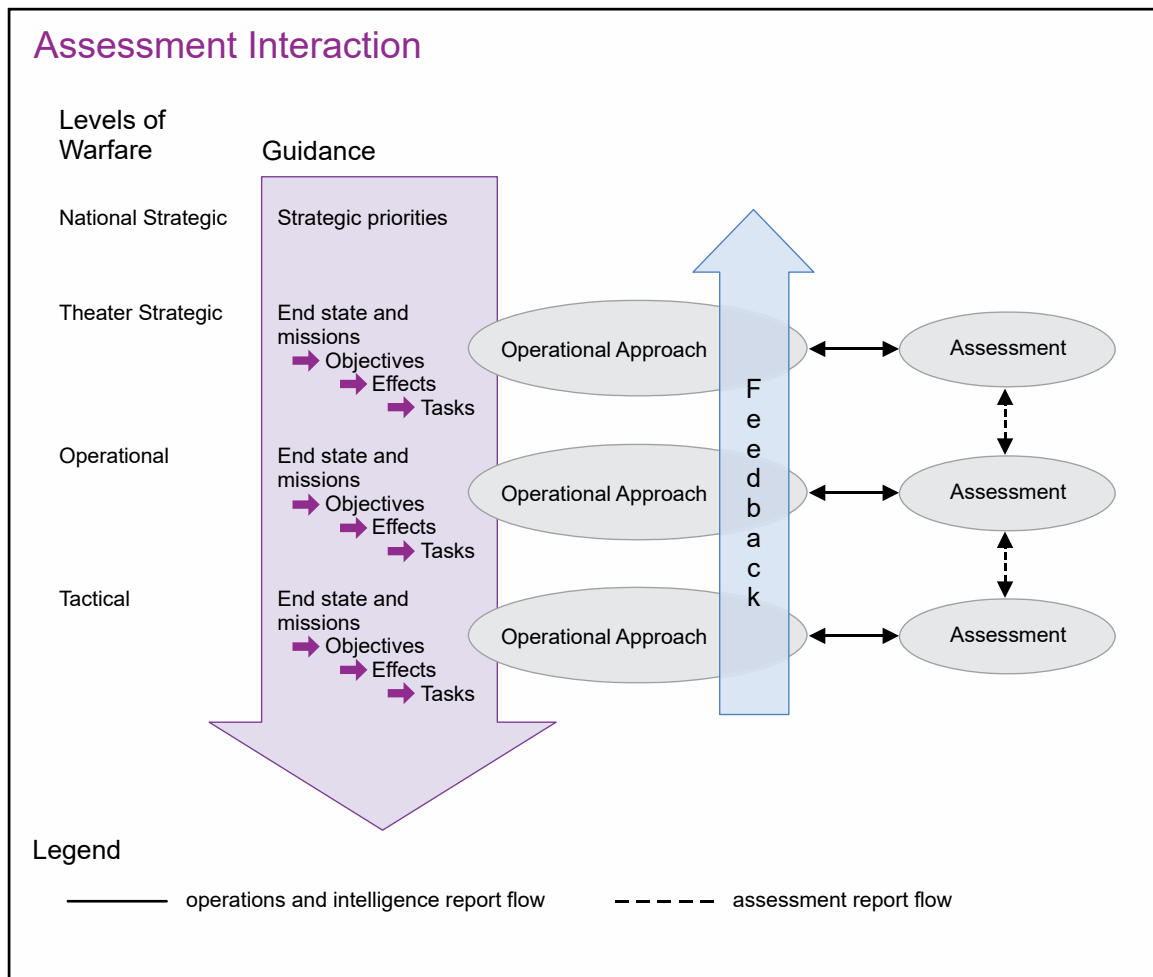 Assessment Interaction
Levels of
Warfare
Guidance
National Strategic
Strategic priorities
Theater Strategic
End state and
missions
Objectives
Effects
Tasks
Operational Approach
Assessment
Operational
End state and
missions
Objectives
Effects
Tasks
Operational Approach
Assessment
Tactical
End state and
missions
Objectives
Effects
Tasks
Operational Approach
Assessment
Feedback
Legend
operations and intelligence report flow
assessment report flow